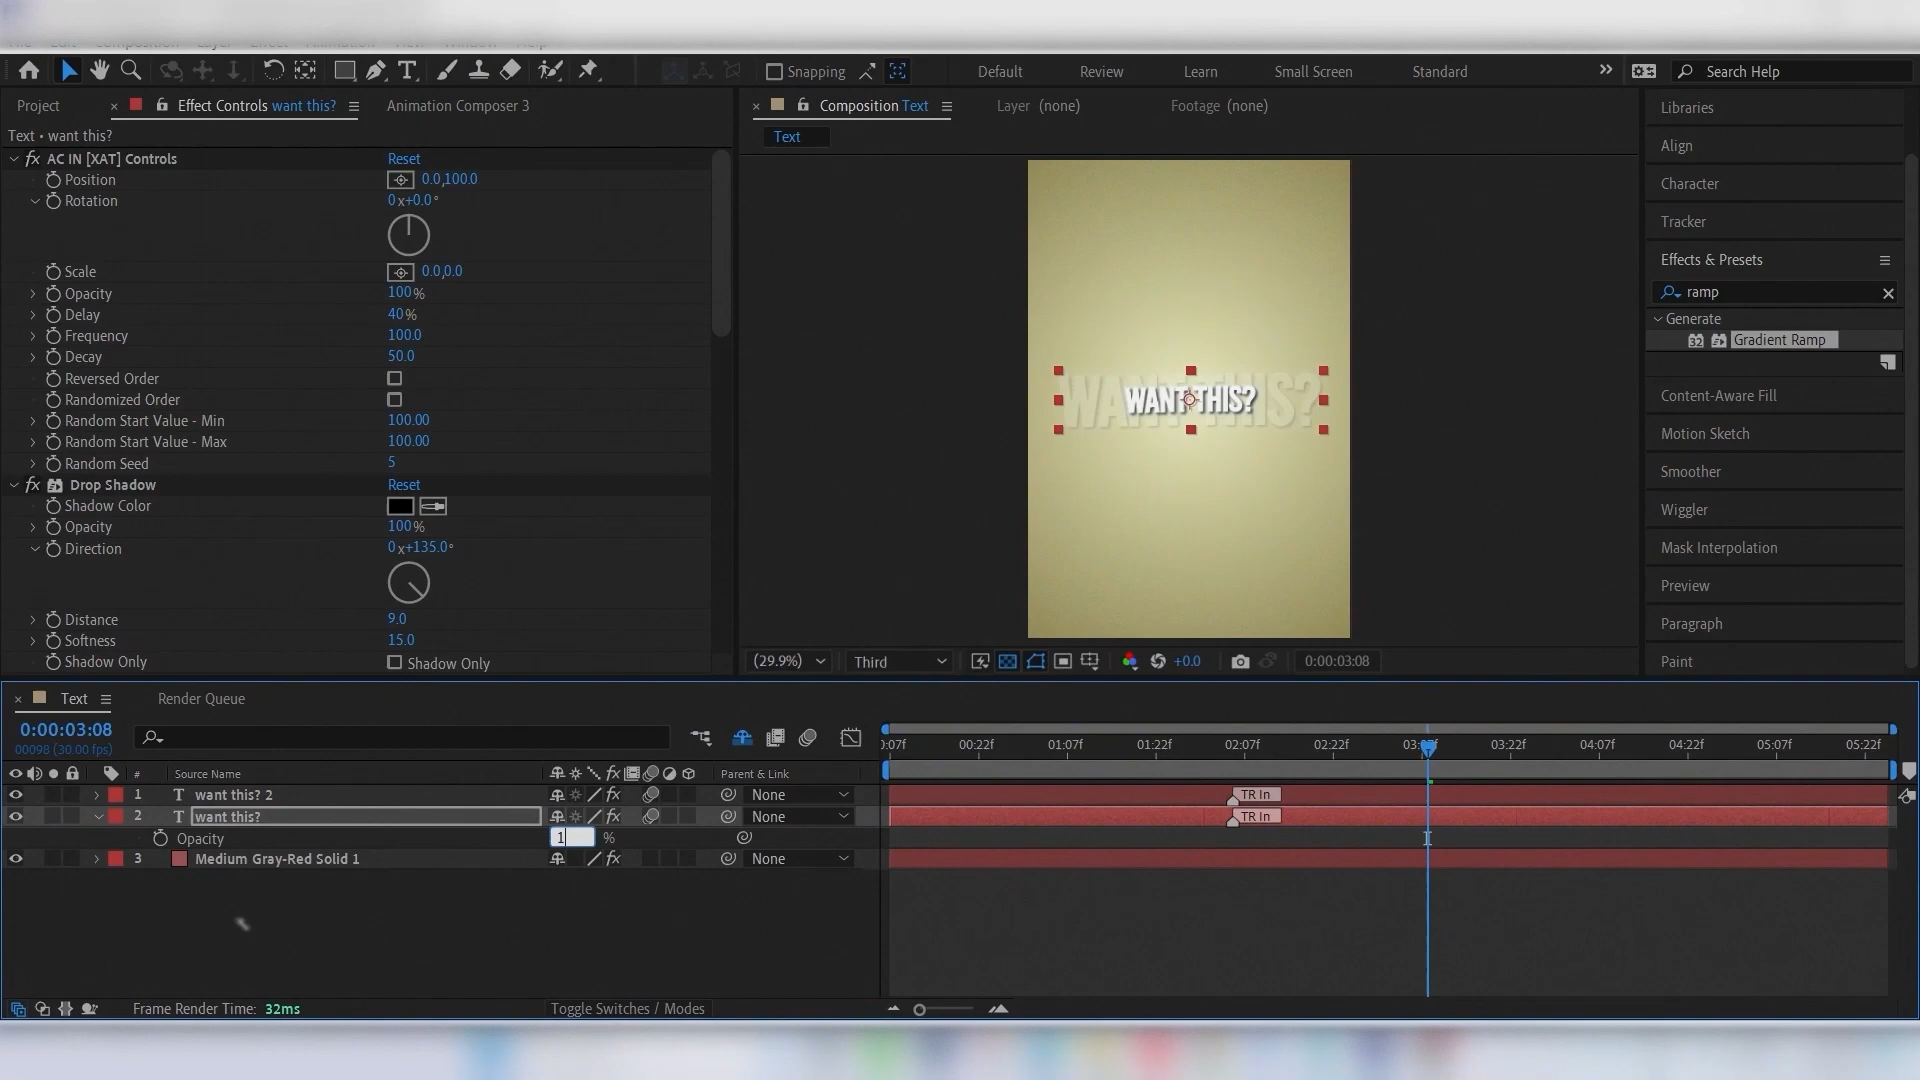 Snapping
Default
Review
Learn
Small Screen
Standard
Search Help
Project
Effect Controls want this?
Animation Composer 3
Composition Text
Layer (none)
Footage (none)
Text • want this?
Text
AC IN [XAT] Controls
Reset
Position
0.0,100.0
Rotation
0x+0.0°
Scale
0.0,0.0
Opacity
100%
Delay
40%
Frequency
100.0
Decay
50.0
Reversed Order
Randomized Order
Random Start Value - Min
100.00
Random Start Value - Max
100.00
Random Seed
5
Drop Shadow
Reset
Shadow Color
Opacity
100%
Direction
0x+135.0°
Distance
9.0
Softness
15.0
Shadow Only
Shadow Only
WANT THIS?
WANT THIS?
(29.9%)
Third
+0.0
0:00:03:08
Libraries
Align
Character
Tracker
Effects & Presets
ramp
Generate
32
Gradient Ramp
Content-Aware Fill
Motion Sketch
Smoother
Wiggler
Mask Interpolation
Preview
Paragraph
Paint
Text
Render Queue
0:00:03:08
00098 (30.00 fps)
0:07f
00:22f
01:07f
01:22f
02:07f
02:22f
03:22f
04:07f
04:22f
05:07f
05:22f
#
Source Name
Parent & Link
1
T
want this? 2
None
TR In
2
T
want this?
None
TR In
Opacity
1
%
3
Medium Gray-Red Solid 1
None
Frame Render Time: 32ms
Toggle Switches / Modes